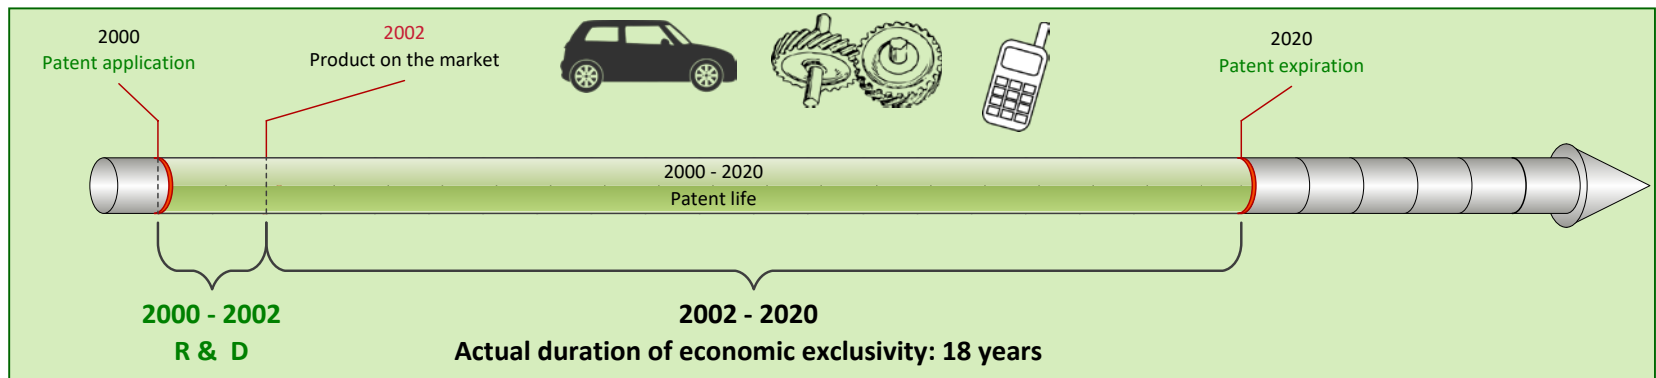 2000
Patent application
2002
Product on the market
2020
Patent expiration
2000 - 2020
Patent life
2000 - 2002
R & D
2002 - 2020
Actual duration of economic exclusivity: 18 years